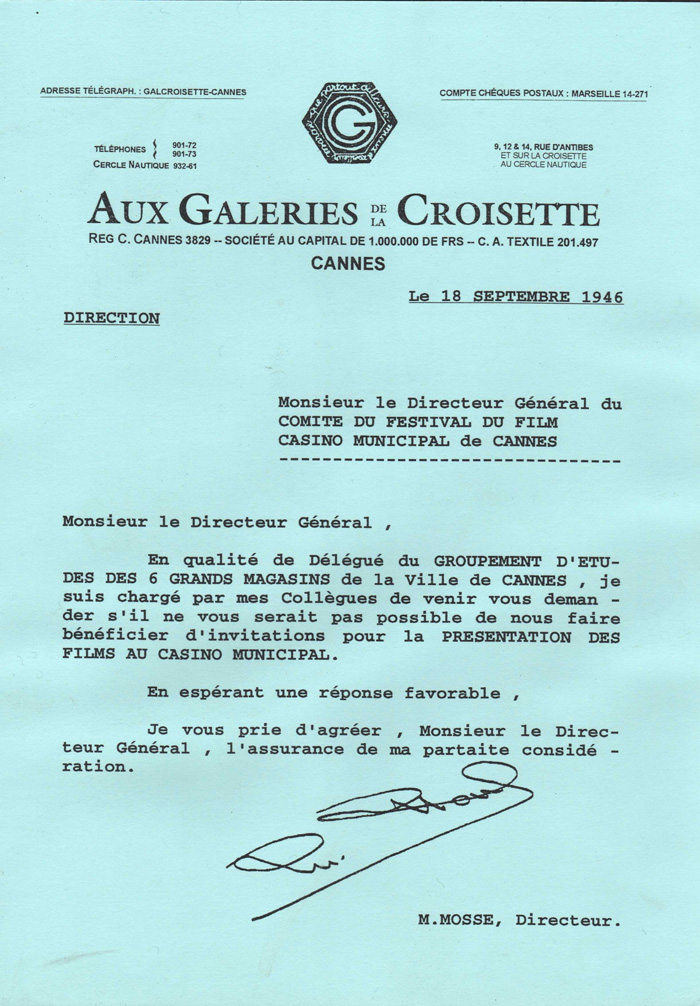 ADRESSE TÉLÉGRAPH. : GALCROISETTE-CANNES
COMPTE CHÈQUES POSTAUX : MARSEILLE 14-271
GC
TÉLÉPHONES 901-72
901-73
CERCLE NAUTIQUE 932-61
9, 12 & 14, RUE D'ANTIBES
ET SUR LA CROISETTE
AU CERCLE NAUTIQUE
AUX GALERIES DE LA CROISETTE
REG C. CANNES 3829 -- SOCIÉTÉ AU CAPITAL DE 1.000.000 DE FRS -- C. A. TEXTILE 201.497
CANNES
Le 18 SEPTEMBRE 1946
DIRECTION
Monsieur le Directeur Général du
COMITE DU FESTIVAL DU FILM
CASINO MUNICIPAL de CANNES
--------------------------------
Monsieur le Directeur Général ,
En qualité de Délégué du GROUPEMENT D'ETU-
DES DES 6 GRANDS MAGASINS de la Ville de CANNES , je
suis chargé par mes Collègues de venir vous deman -
der s'il ne vous serait pas possible de nous faire
bénéficier d'invitations pour la PRESENTATION DES
FILMS AU CASINO MUNICIPAL.
En espérant une réponse favorable ,
Je vous prie d'agréer , Monsieur le Direc-
teur Général , l'assurance de ma partaite considé -
ration.
M.MOSSE, Directeur.